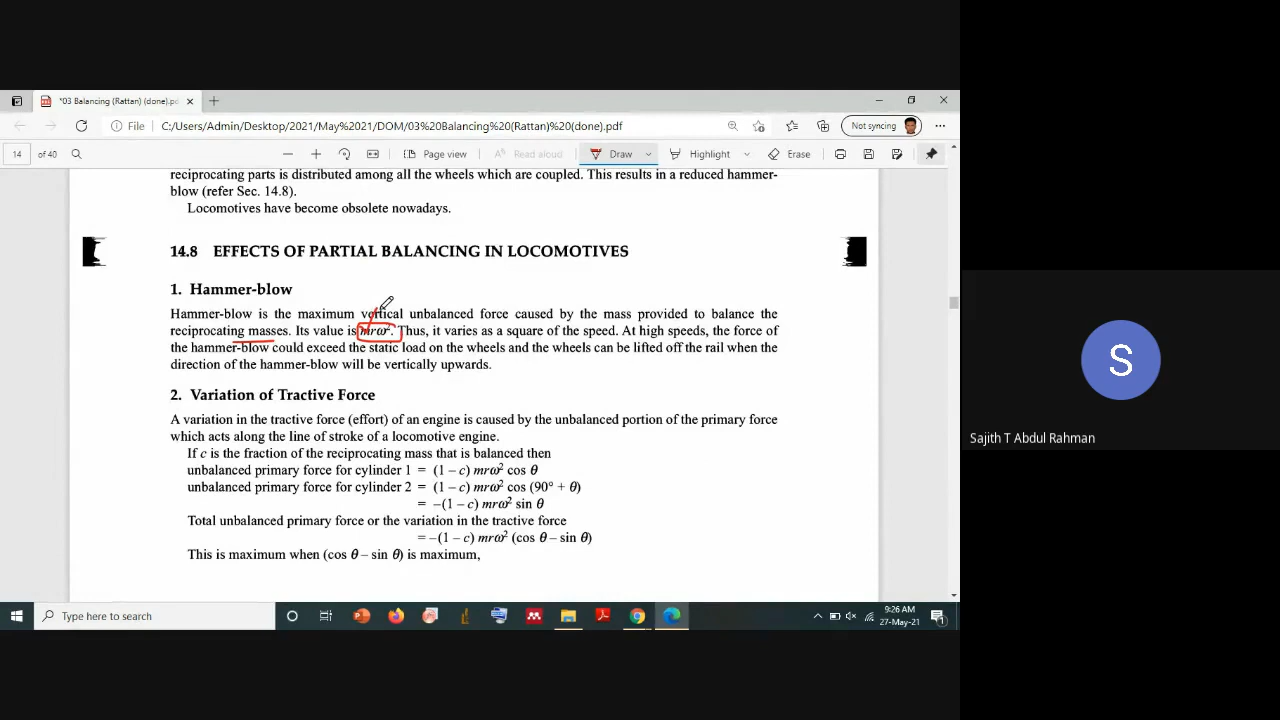 *03 Balancing (Rattan) (done).pd
File
C:/Users/Admin/Desktop/2021/May%2021/DOM/03%20Balancing%20(Rattan)%20(done).pdf
Not syncing
14 of 40
Page view
Read aloud
Draw
Highlight
Erase
reciprocating parts is distributed among all the wheels which are coupled. This results in a reduced hammer-
blow (refer Sec. 14.8).
Locomotives have become obsolete nowadays.
14.8 EFFECTS OF PARTIAL BALANCING IN LOCOMOTIVES
1. Hammer-blow
Hammer-blow is the maximum vertical unbalanced force caused by the mass provided to balance the
reciprocating masses. Its value is mrω². Thus, it varies as a square of the speed. At high speeds, the force of
the hammer-blow could exceed the static load on the wheels and the wheels can be lifted off the rail when the
direction of the hammer-blow will be vertically upwards.
2. Variation of Tractive Force
A variation in the tractive force (effort) of an engine is caused by the unbalanced portion of the primary force
which acts along the line of stroke of a locomotive engine.
If c is the fraction of the reciprocating mass that is balanced then
unbalanced primary force for cylinder 1 = (1 – c) mrω² cos θ
unbalanced primary force for cylinder 2 = (1 – c) mrω² cos (90° + θ)
= –(1 – c) mrω² sin θ
Total unbalanced primary force or the variation in the tractive force
= –(1 – c) mrω² (cos θ – sin θ)
This is maximum when (cos θ – sin θ) is maximum,
Type here to search
9:26 AM
27-May-21
1
S
Sajith T Abdul Rahman